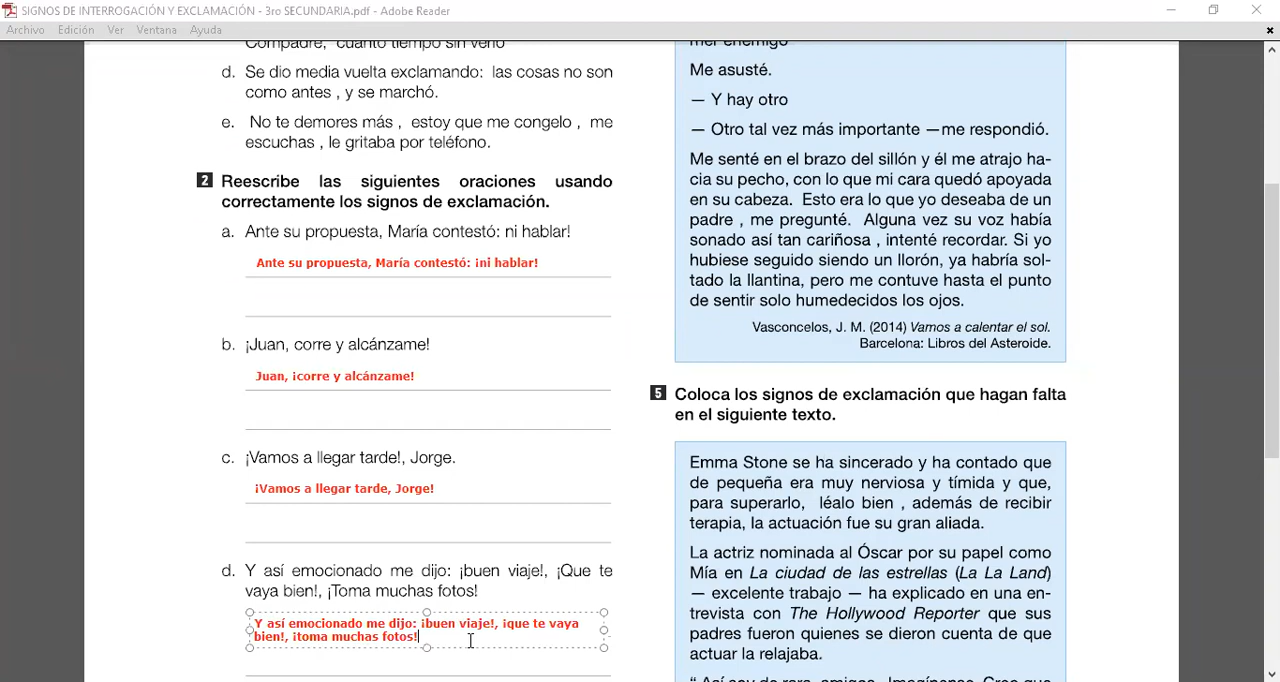 SIGNOS DE INTERROGACIÓN Y EXCLAMACIÓN - 3ro SECUNDARIA.pdf - Adobe Reader
Archivo Edición Ver Ventana Ayuda
Compadre, cuánto tiempo sin verlo
d. Se dio media vuelta exclamando: las cosas no son
como antes , y se marchó.
e. No te demores más , estoy que me congelo , me
escuchas , le gritaba por teléfono.
2 Reescribe las siguientes oraciones usando
correctamente los signos de exclamación.
a. Ante su propuesta, María contestó: ni hablar!
Ante su propuesta, María contestó: ¡ni hablar!
b. ¡Juan, corre y alcánzame!
Juan, ¡corre y alcánzame!
c. ¡Vamos a llegar tarde!, Jorge.
¡Vamos a llegar tarde, Jorge!
d. Y así emocionado me dijo: ¡buen viaje!, ¡Que te
vaya bien!, ¡Toma muchas fotos!
Y así emocionado me dijo: ¡buen viaje!, ¡que te vaya
bien!, ¡toma muchas fotos!
mer enemigo
Me asusté.
— Y hay otro
— Otro tal vez más importante —me respondió.
Me senté en el brazo del sillón y él me atrajo ha-
cia su pecho, con lo que mi cara quedó apoyada
en su cabeza. Esto era lo que yo deseaba de un
padre , me pregunté. Alguna vez su voz había
sonado así tan cariñosa , intenté recordar. Si yo
hubiese seguido siendo un llorón, ya habría sol-
tado la llantina, pero me contuve hasta el punto
de sentir solo humedecidos los ojos.
Vasconcelos, J. M. (2014) Vamos a calentar el sol.
Barcelona: Libros del Asteroide.
5 Coloca los signos de exclamación que hagan falta
en el siguiente texto.
Emma Stone se ha sincerado y ha contado que
de pequeña era muy nerviosa y tímida y que,
para superarlo, léalo bien , además de recibir
terapia, la actuación fue su gran aliada.
La actriz nominada al Óscar por su papel como
Mía en La ciudad de las estrellas (La La Land)
— excelente trabajo — ha explicado en una en-
trevista con The Hollywood Reporter que sus
padres fueron quienes se dieron cuenta de que
actuar la relajaba.
“ Así soy de rara, amigos . Imagínense. Creo que